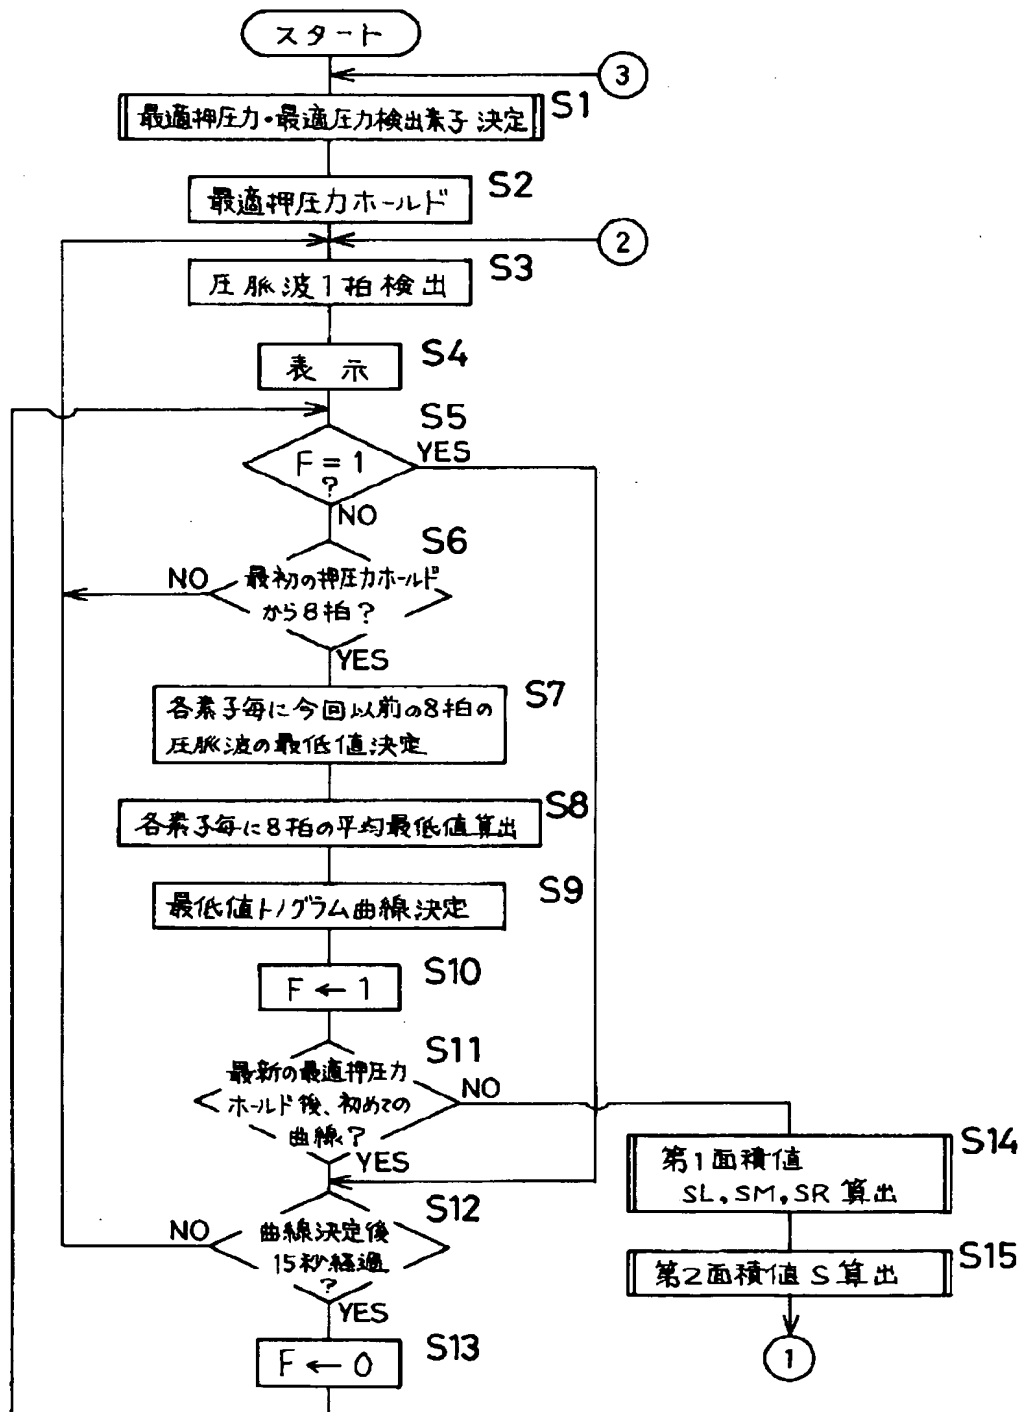 スタート
3
最適押圧力・最適圧力検出素子決定
S1
最適押圧力ホールド
S2
2
圧脈波1拍検出
S3
表示
S4
S5
F=1
?
YES
NO
S6
最初の押圧力ホールド
から8拍?
NO
YES
各素子毎に今回以前の8拍の
圧脈波の最低値決定
S7
各素子毎に8拍の平均最低値算出
S8
最低値トノグラム曲線決定
S9
F←1
S10
S11
最新の最適押圧力
ホールド後、初めての
曲線?
NO
YES
第1面積値
SL,SM,SR算出
S14
S12
曲線決定後
15秒経過
?
NO
YES
第2面積値S算出
S15
F←0
S13
1